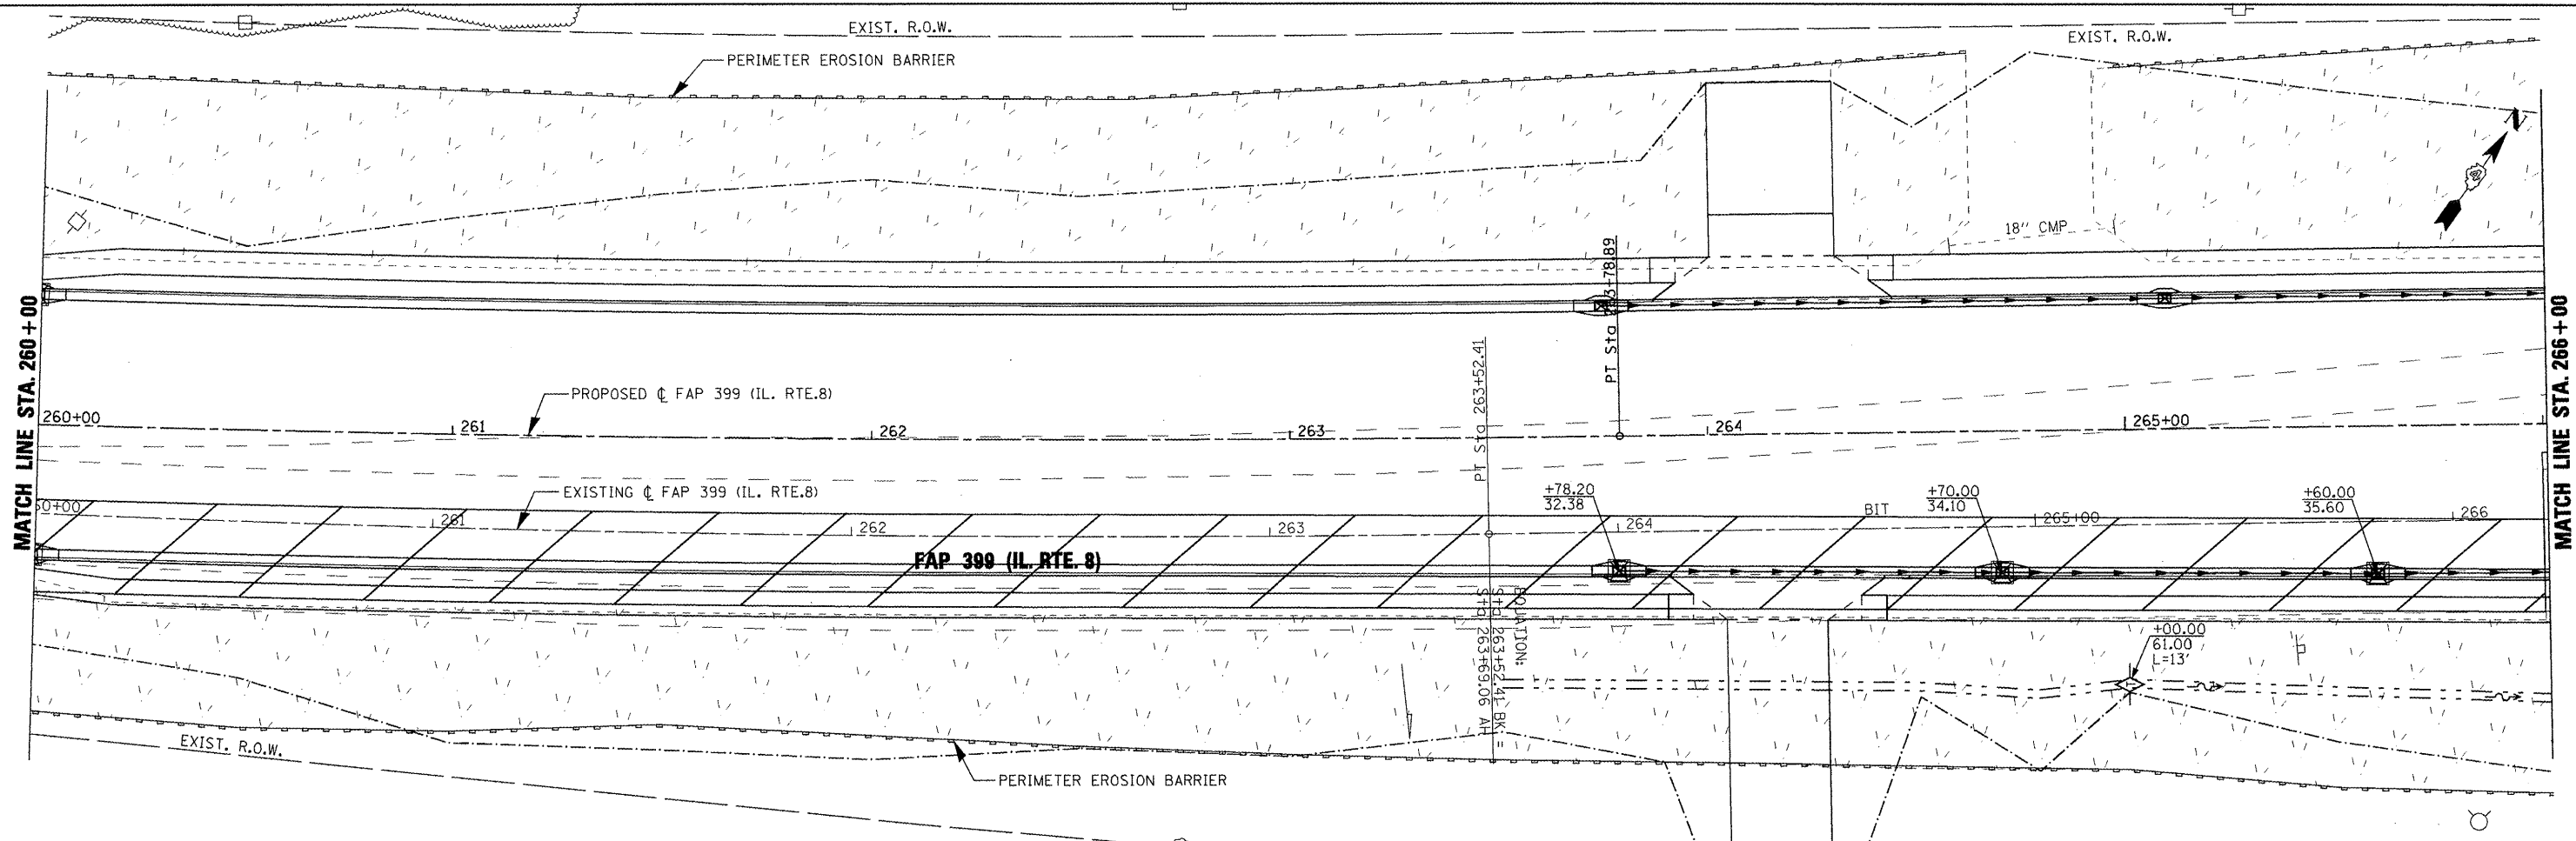 EXIST. R.O.W.
EXIST. R.O.W.
PERIMETER EROSION BARRIER
N
18" CMP
PT Sta 263+78.89
MATCH LINE STA. 260+00
MATCH LINE STA. 266+00
PT Sta 263+52.41
PROPOSED ℄ FAP 399 (IL. RTE.8)
260+00
261
262
263
264
265+00
EXISTING ℄ FAP 399 (IL. RTE.8)
60+00
261
262
263
264
265+00
266
+78.20
32.38
+70.00
34.10
BIT
+60.00
35.60
FAP 399 (IL. RTE. 8)
EQUATION:
Sta 263+52.41 BK =
Sta 263+69.06 AH
+00.00
61.00
L=13'
EXIST. R.O.W.
PERIMETER EROSION BARRIER